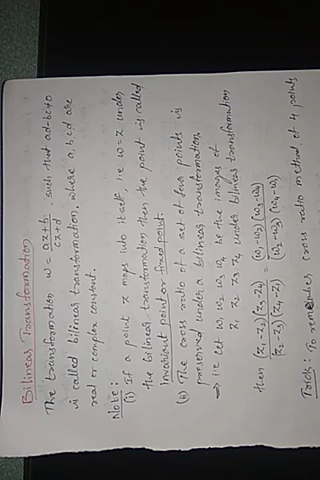 Bilinear Transformation
The transformation w = az+b / cz+d, such that ad-bc≠0
is called bilinear transformation, where a,b,c,d are
real or complex constant.
Note:
(i) If a point z maps into itself, i.e w=z under
the bilinear transformation then the point is called
Invariant point or fixed point.
(ii) The cross ratio of a set of four points is
preserved under a bilinear transformation.
⇒ i.e let w₁ w₂ w₃ w₄ be the images of
z₁ z₂ z₃ z₄ under bilinear transformation
then (z₁-z₂)(z₃-z₄) / (z₂-z₃)(z₄-z₁) = (w₁-w₂)(w₃-w₄) / (w₂-w₃)(w₄-w₁)
Trick: To remember cross ratio method of 4 points